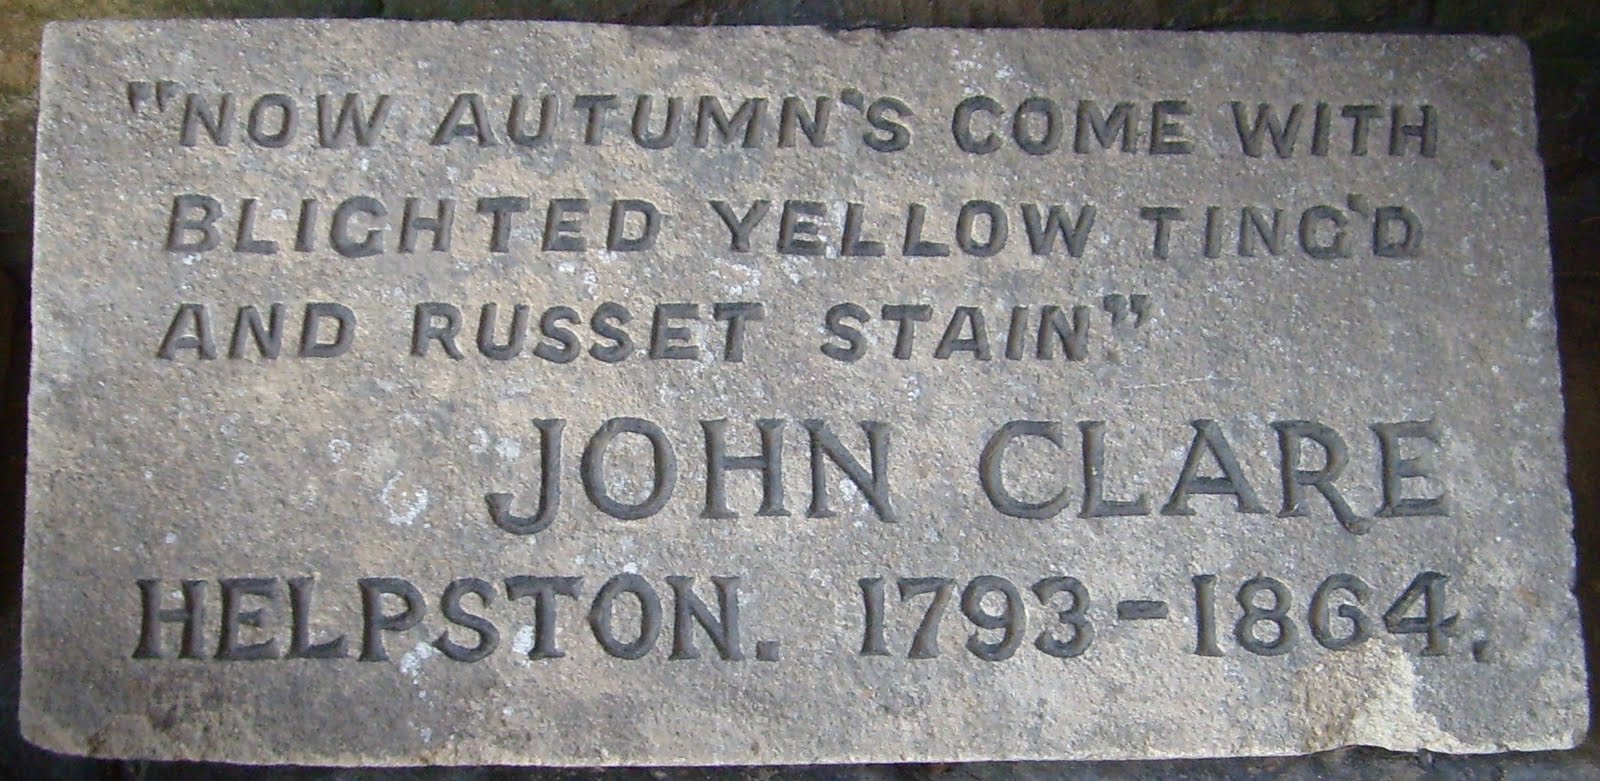 "NOW AUTUMN'S COME WITH
BLIGHTED YELLOW TING'D
AND RUSSET STAIN"
JOHN CLARE
HELPSTON. 1793-1864.